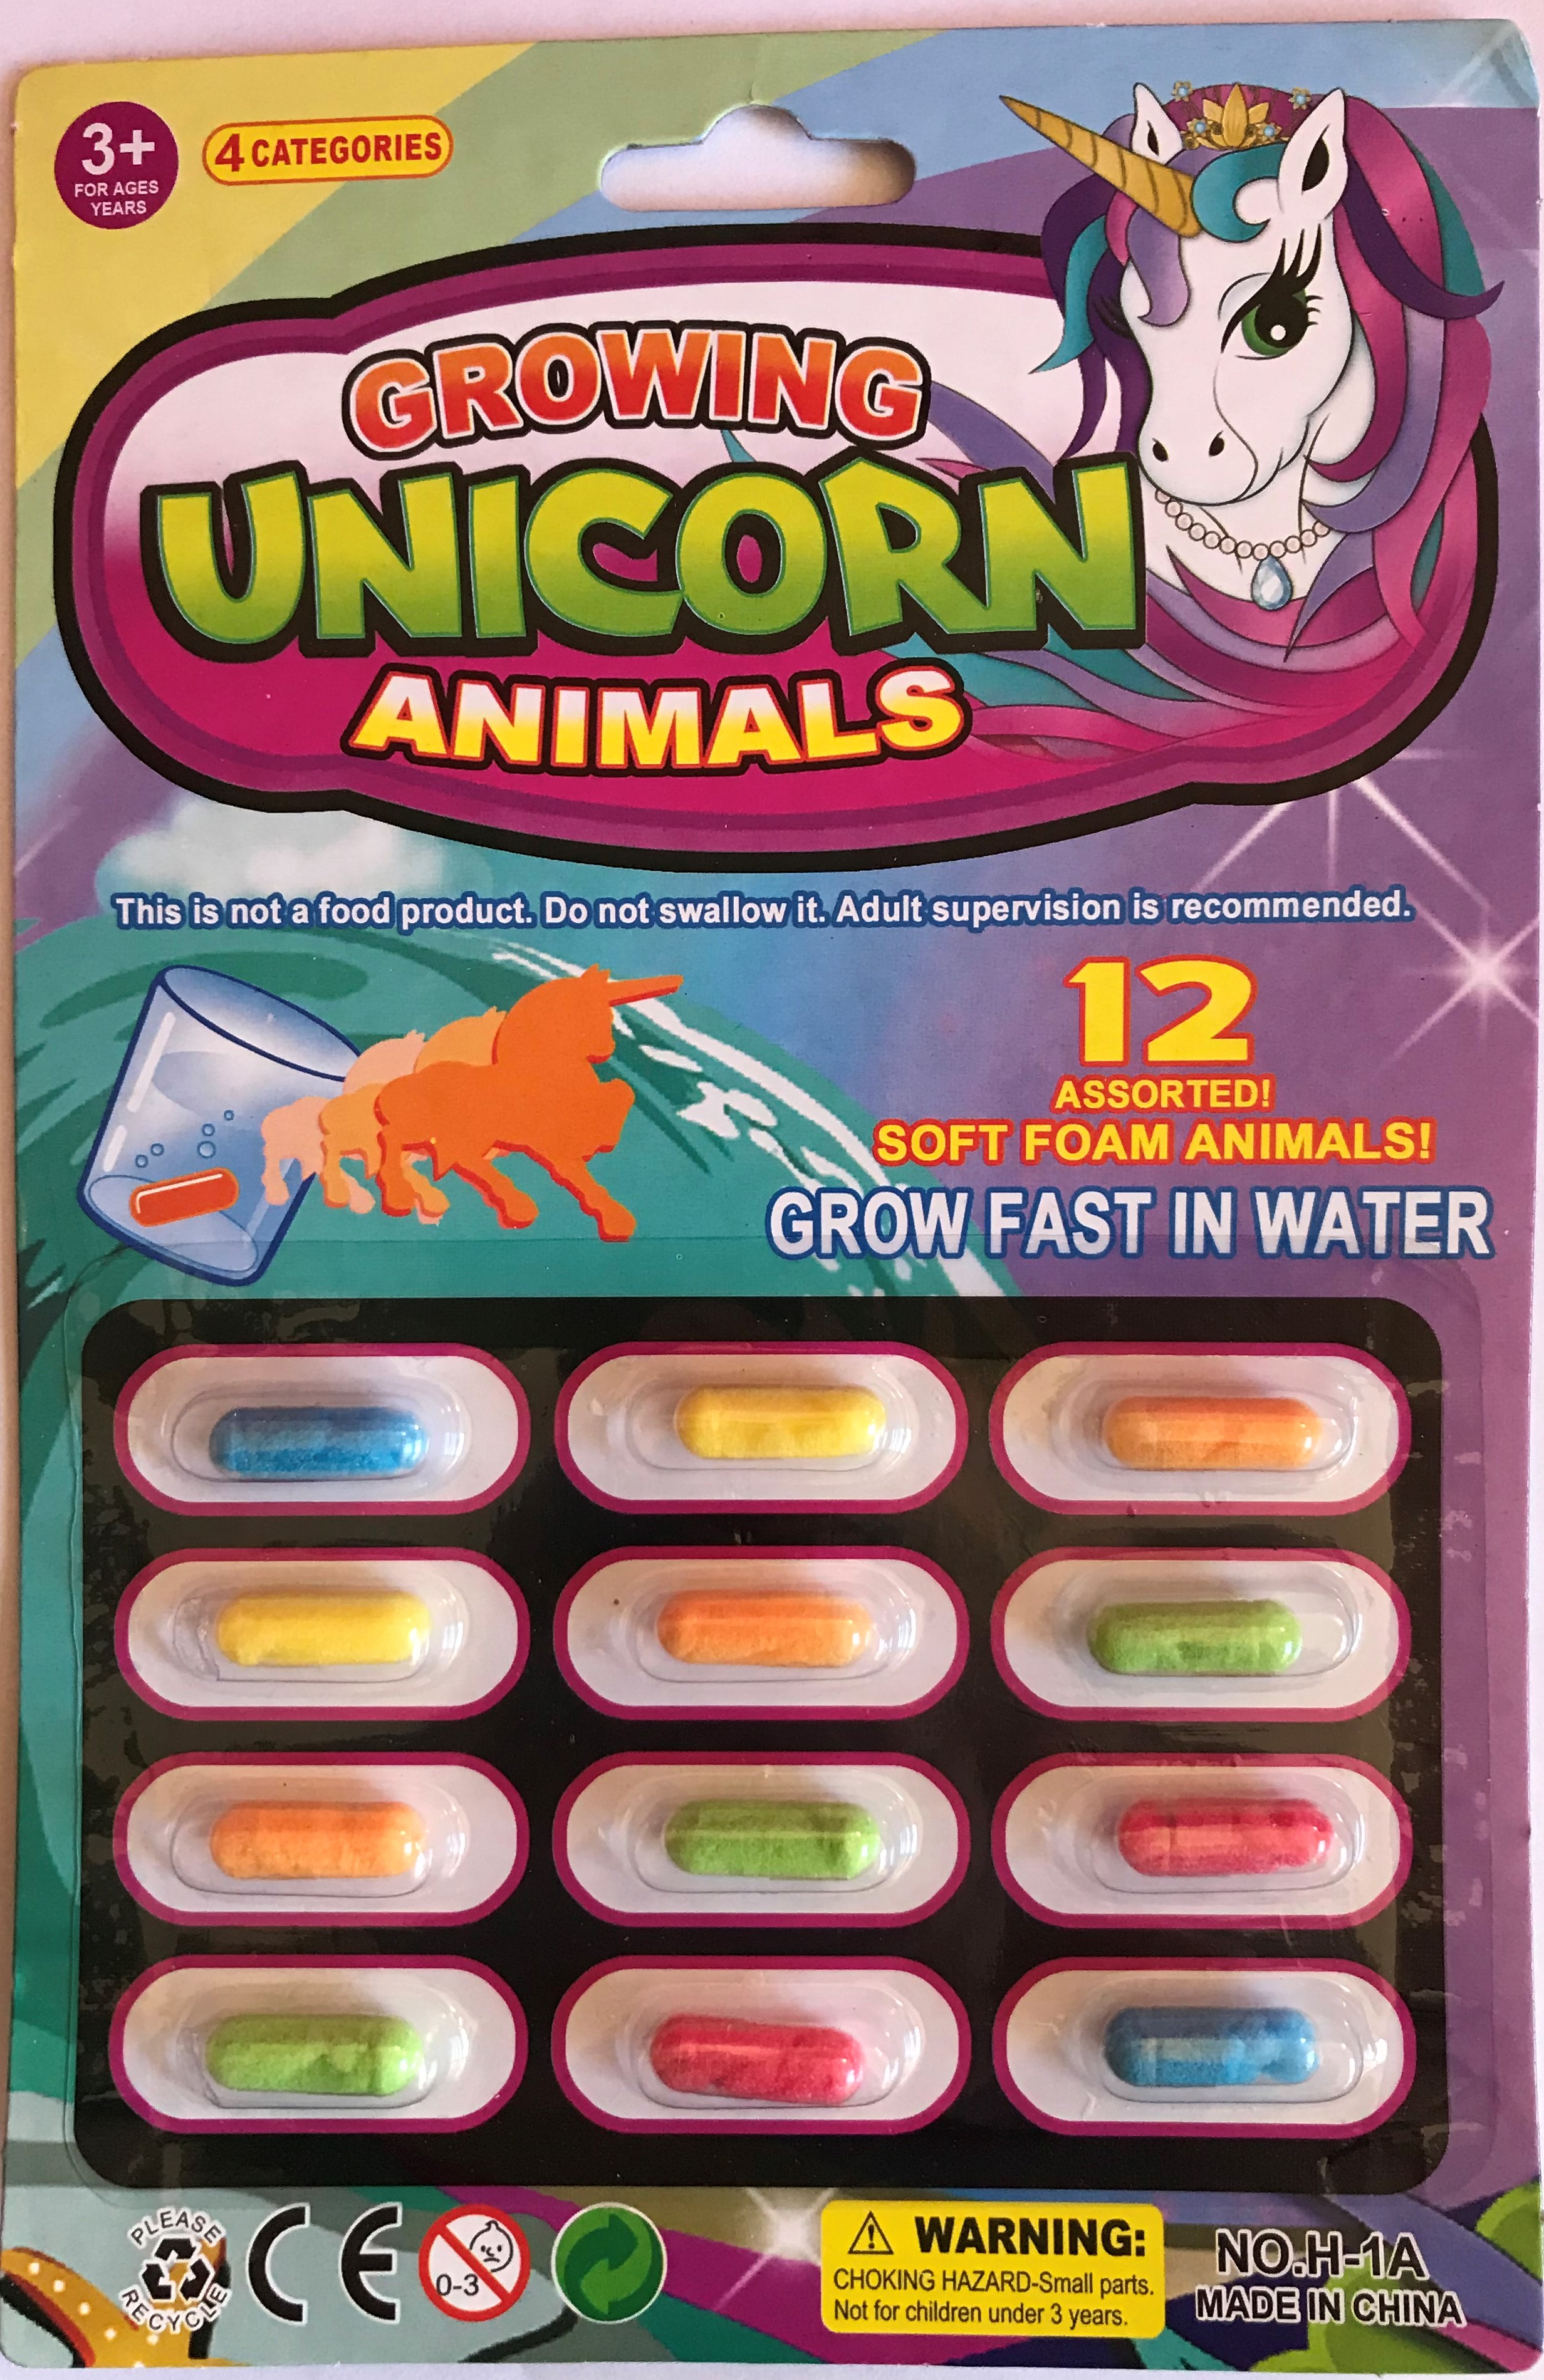 3+
FOR AGES
YEARS
4 CATEGORIES
GROWING
UNICORN
ANIMALS
This is not a food product. Do not swallow it. Adult supervision is recommended.
12
ASSORTED!
SOFT FOAM ANIMALS!
GROW FAST IN WATER
PLEASE
RECYCLE
CE
0-3
WARNING:
CHOKING HAZARD-Small parts.
Not for children under 3 years.
NO.H-1A
MADE IN CHINA